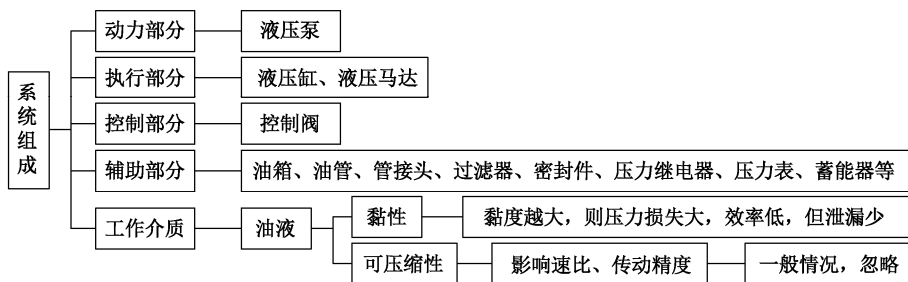 系统组成
动力部分
液压泵
执行部分
液压缸、液压马达
控制部分
控制阀
辅助部分
油箱、油管、管接头、过滤器、密封件、压力继电器、压力表、蓄能器等
工作介质
油液
黏性
黏度越大，则压力损失大，效率低，但泄漏少
可压缩性
影响速比、传动精度
一般情况，忽略